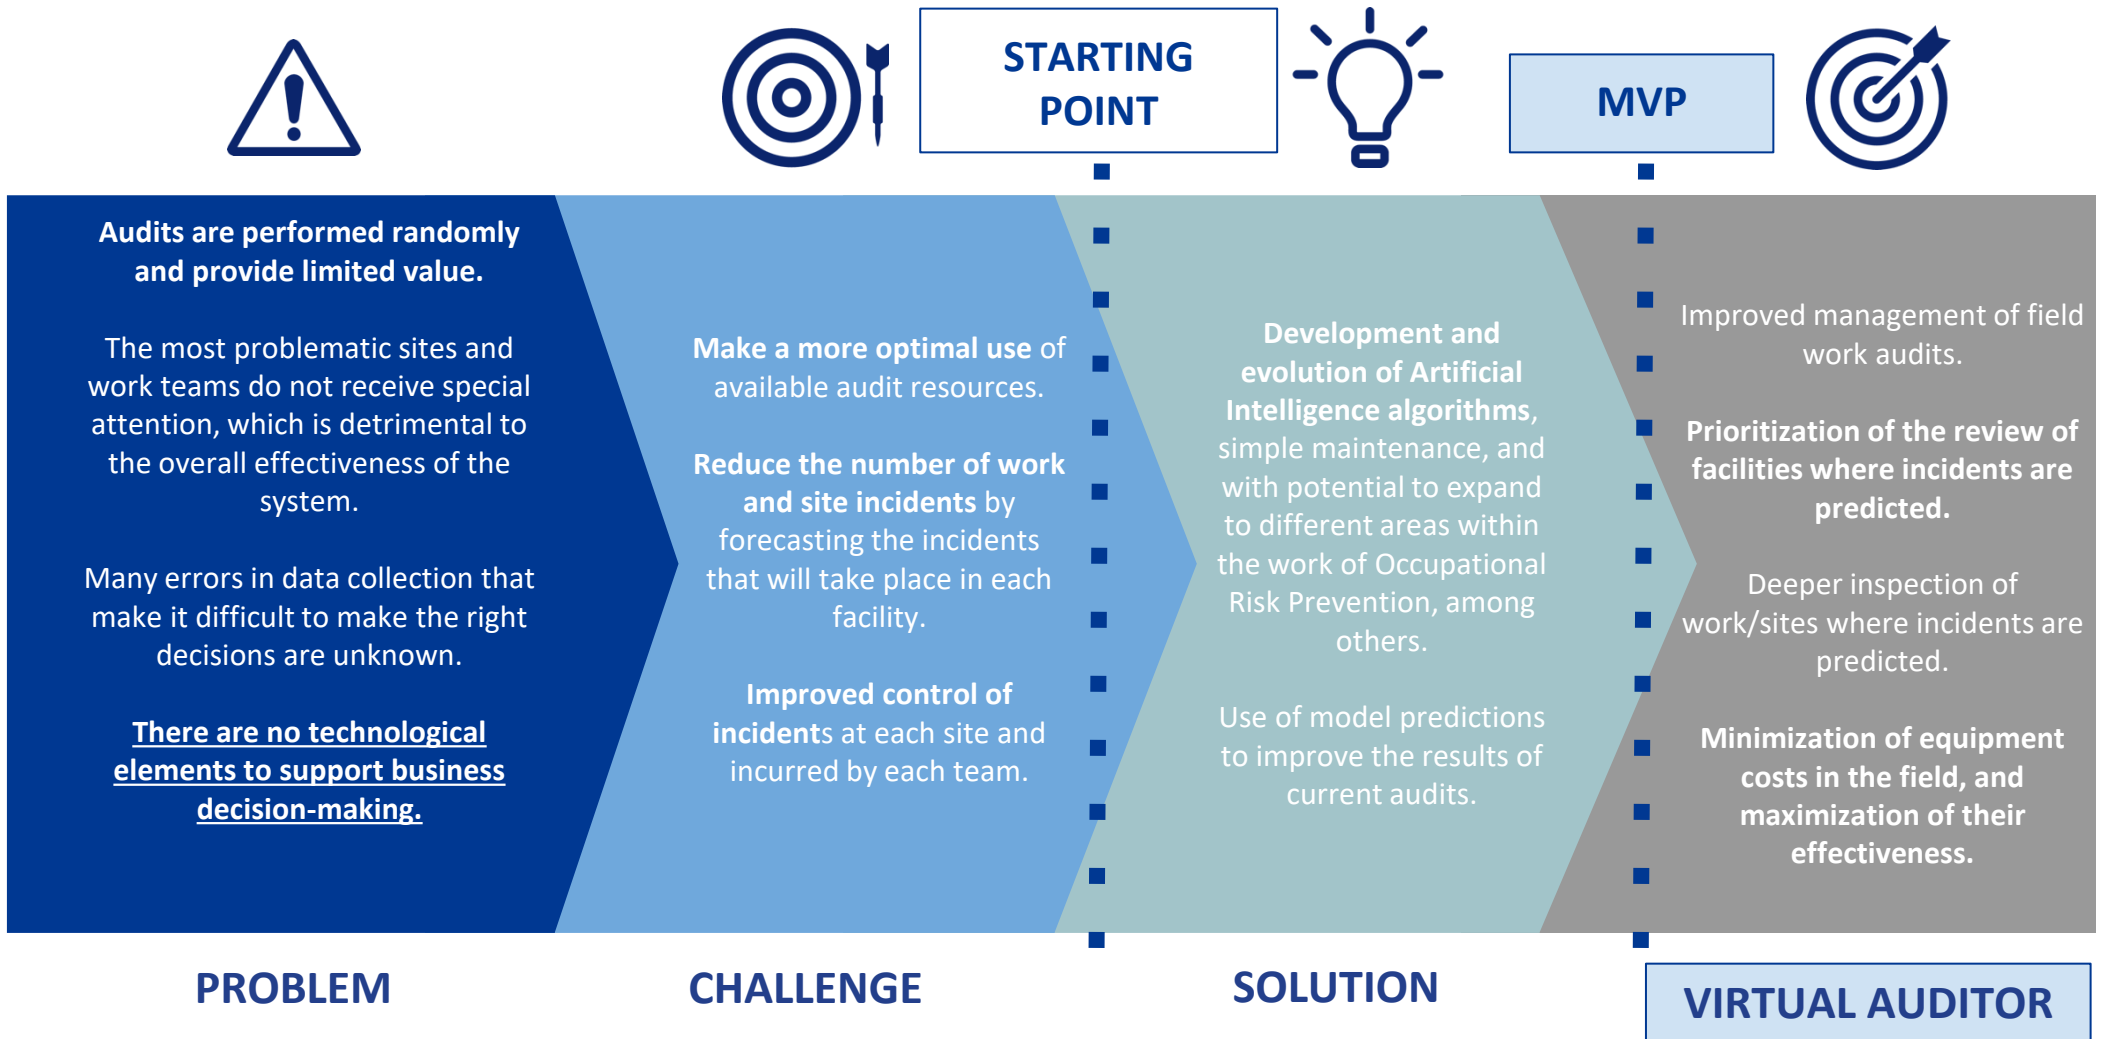 STARTING
POINT
MVP
Audits are performed randomly
and provide limited value.
The most problematic sites and
work teams do not receive special
attention, which is detrimental to
the overall effectiveness of the
system.
Many errors in data collection that
make it difficult to make the right
decisions are unknown.
There are no technological
elements to support business
decision-making.
Make a more optimal use of
available audit resources.
Reduce the number of work
and site incidents by
forecasting the incidents
that will take place in each
facility.
Improved control of
incidents at each site and
incurred by each team.
Development and
evolution of Artificial
Intelligence algorithms,
simple maintenance, and
with potential to expand
to different areas within
the work of Occupational
Risk Prevention, among
others.
Use of model predictions
to improve the results of
current audits.
Improved management of field
work audits.
Prioritization of the review of
facilities where incidents are
predicted.
Deeper inspection of
work/sites where incidents are
predicted.
Minimization of equipment
costs in the field, and
maximization of their
effectiveness.
PROBLEM
CHALLENGE
SOLUTION
VIRTUAL AUDITOR